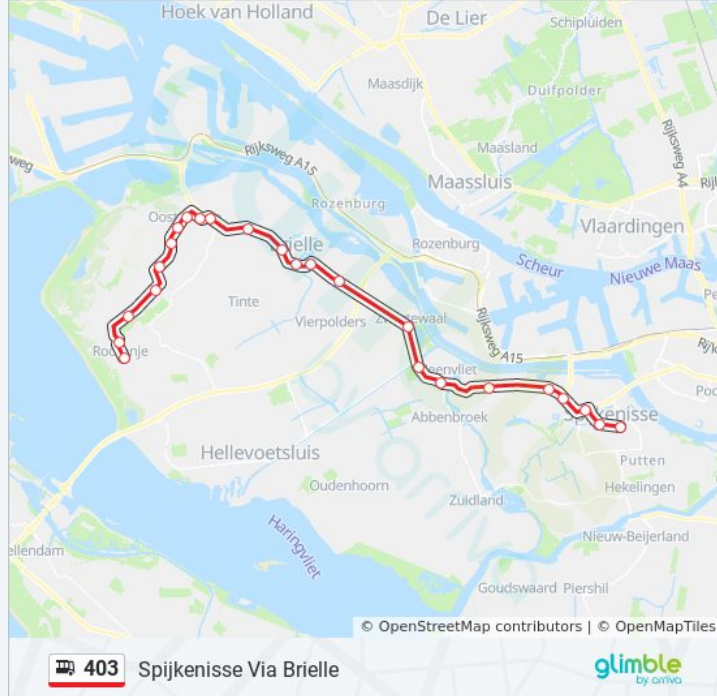 Hoek van Holland
De Lier
Schipluiden
Maasdijk
Duifpolder
Rijksweg A15
Rijksweg A4
weg
Maasland
Maassluis
Rozenburg
Vlaardingen
Oost
Brielle
Rozenburg
Scheur
Nieuwe Maas
Tinte
Vierpolders
Rijksweg A15
Abbenbroek
Spijkenisse
Hellevoetsluis
Putten
Oudenhoorn
Zuidland
Hekelingen
Haringvliet
Nieuw-Beijerland
ellendam
Goudswaard
Piershil
© OpenStreetMap contributors | © OpenMapTiles
403 Spijkenisse Via Brielle
glimble
by arriva